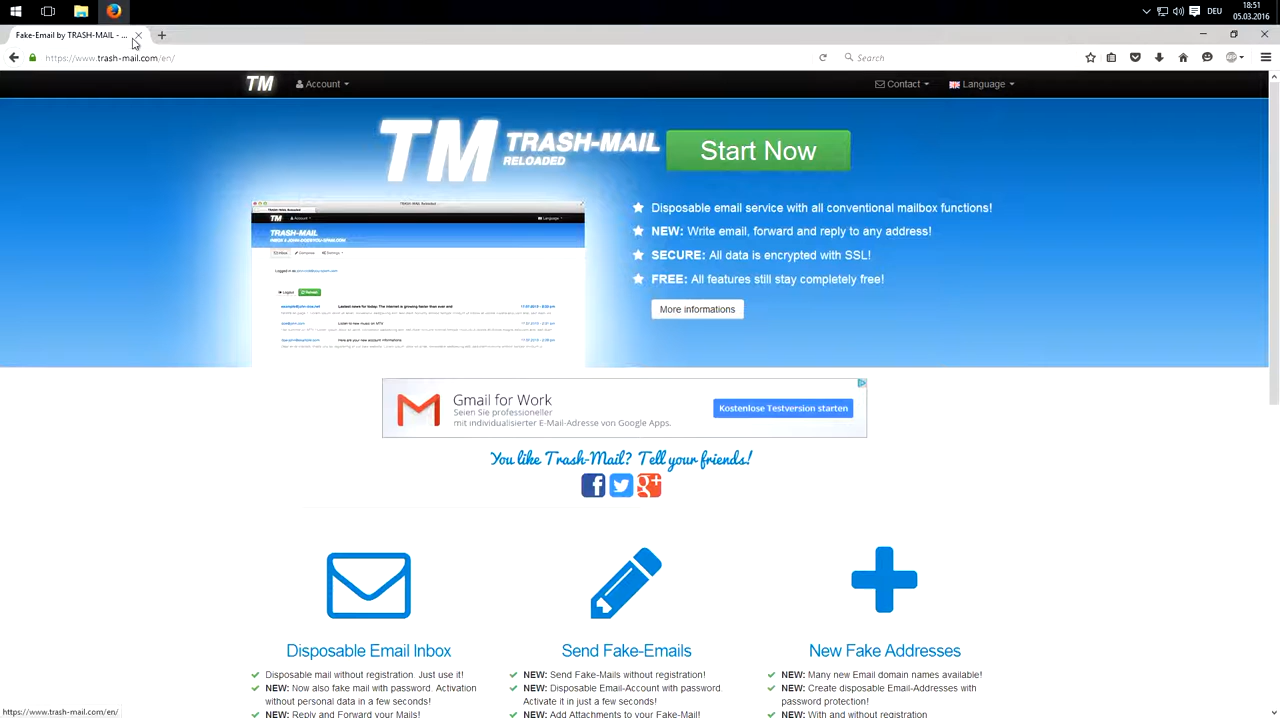 18:51
DEU
05.03.2016
Fake-Email by TRASH-MAIL - ...
https://www.trash-mail.com/en/
Search
TM
Account
Contact
Language
TM TRASH-MAIL
RELOADED
Start Now
TRASH-MAIL
Disposable email service with all conventional mailbox functions!
NEW: Write email, forward and reply to any address!
SECURE: All data is encrypted with SSL!
FREE: All features still stay completely free!
More informations
Gmail for Work
Seien Sie professioneller
mit individualisierter E-Mail-Adresse von Google Apps.
Kostenlose Testversion starten
You like Trash-Mail? Tell your friends!
Disposable Email Inbox
Disposable mail without registration. Just use it!
NEW: Now also fake mail with password. Activation
without personal data in a few seconds!
NEW: Reply and Forward your Mails!
Send Fake-Emails
NEW: Send Fake-Mails without registration!
NEW: Disposable Email-Account with password.
Activate it in just a few seconds!
NEW: Add Attachments to your Fake-Mail!
New Fake Addresses
NEW: Many new Email domain names available!
NEW: Create disposable Email-Addresses with
password protection!
NEW: With and without registration
https://www.trash-mail.com/en/